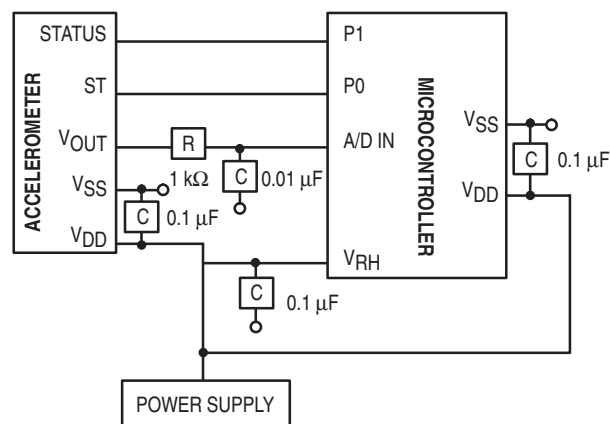 ACCELEROMETER
STATUS
ST
VOUT
VSS
VDD
R
1 kΩ
C
0.01 µF
C
0.1 µF
P1
P0
A/D IN
VRH
MICROCONTROLLER
VSS
VDD
C
0.1 µF
C
0.1 µF
POWER SUPPLY